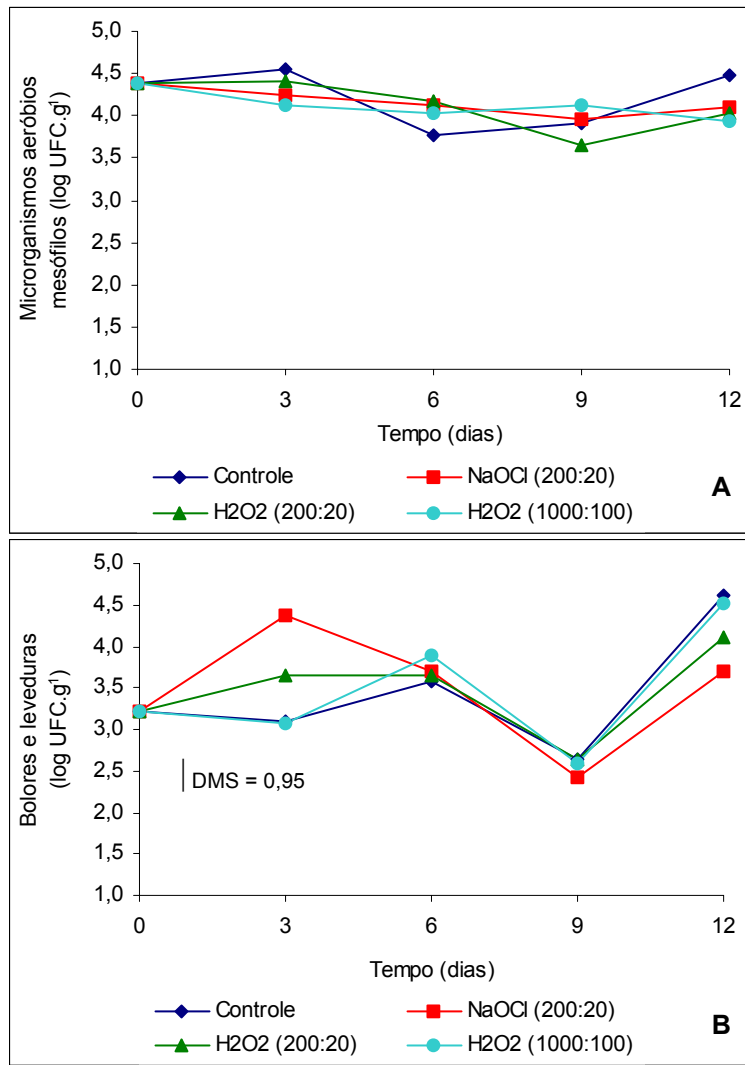 5,0
4,5
4,0
3,5
3,0
2,5
2,0
1,5
1,0
Microrganismos aeróbios
mesófilos (log UFC.g¹)
0 3 6 9 12
Tempo (dias)
Controle NaOCl (200:20)
H2O2 (200:20) H2O2 (1000:100)
A
5,0
4,5
4,0
3,5
3,0
2,5
2,0
1,5
1,0
Bolores e leveduras
(log UFC.g¹)
DMS = 0,95
0 3 6 9 12
Tempo (dias)
Controle NaOCl (200:20)
H2O2 (200:20) H2O2 (1000:100)
B